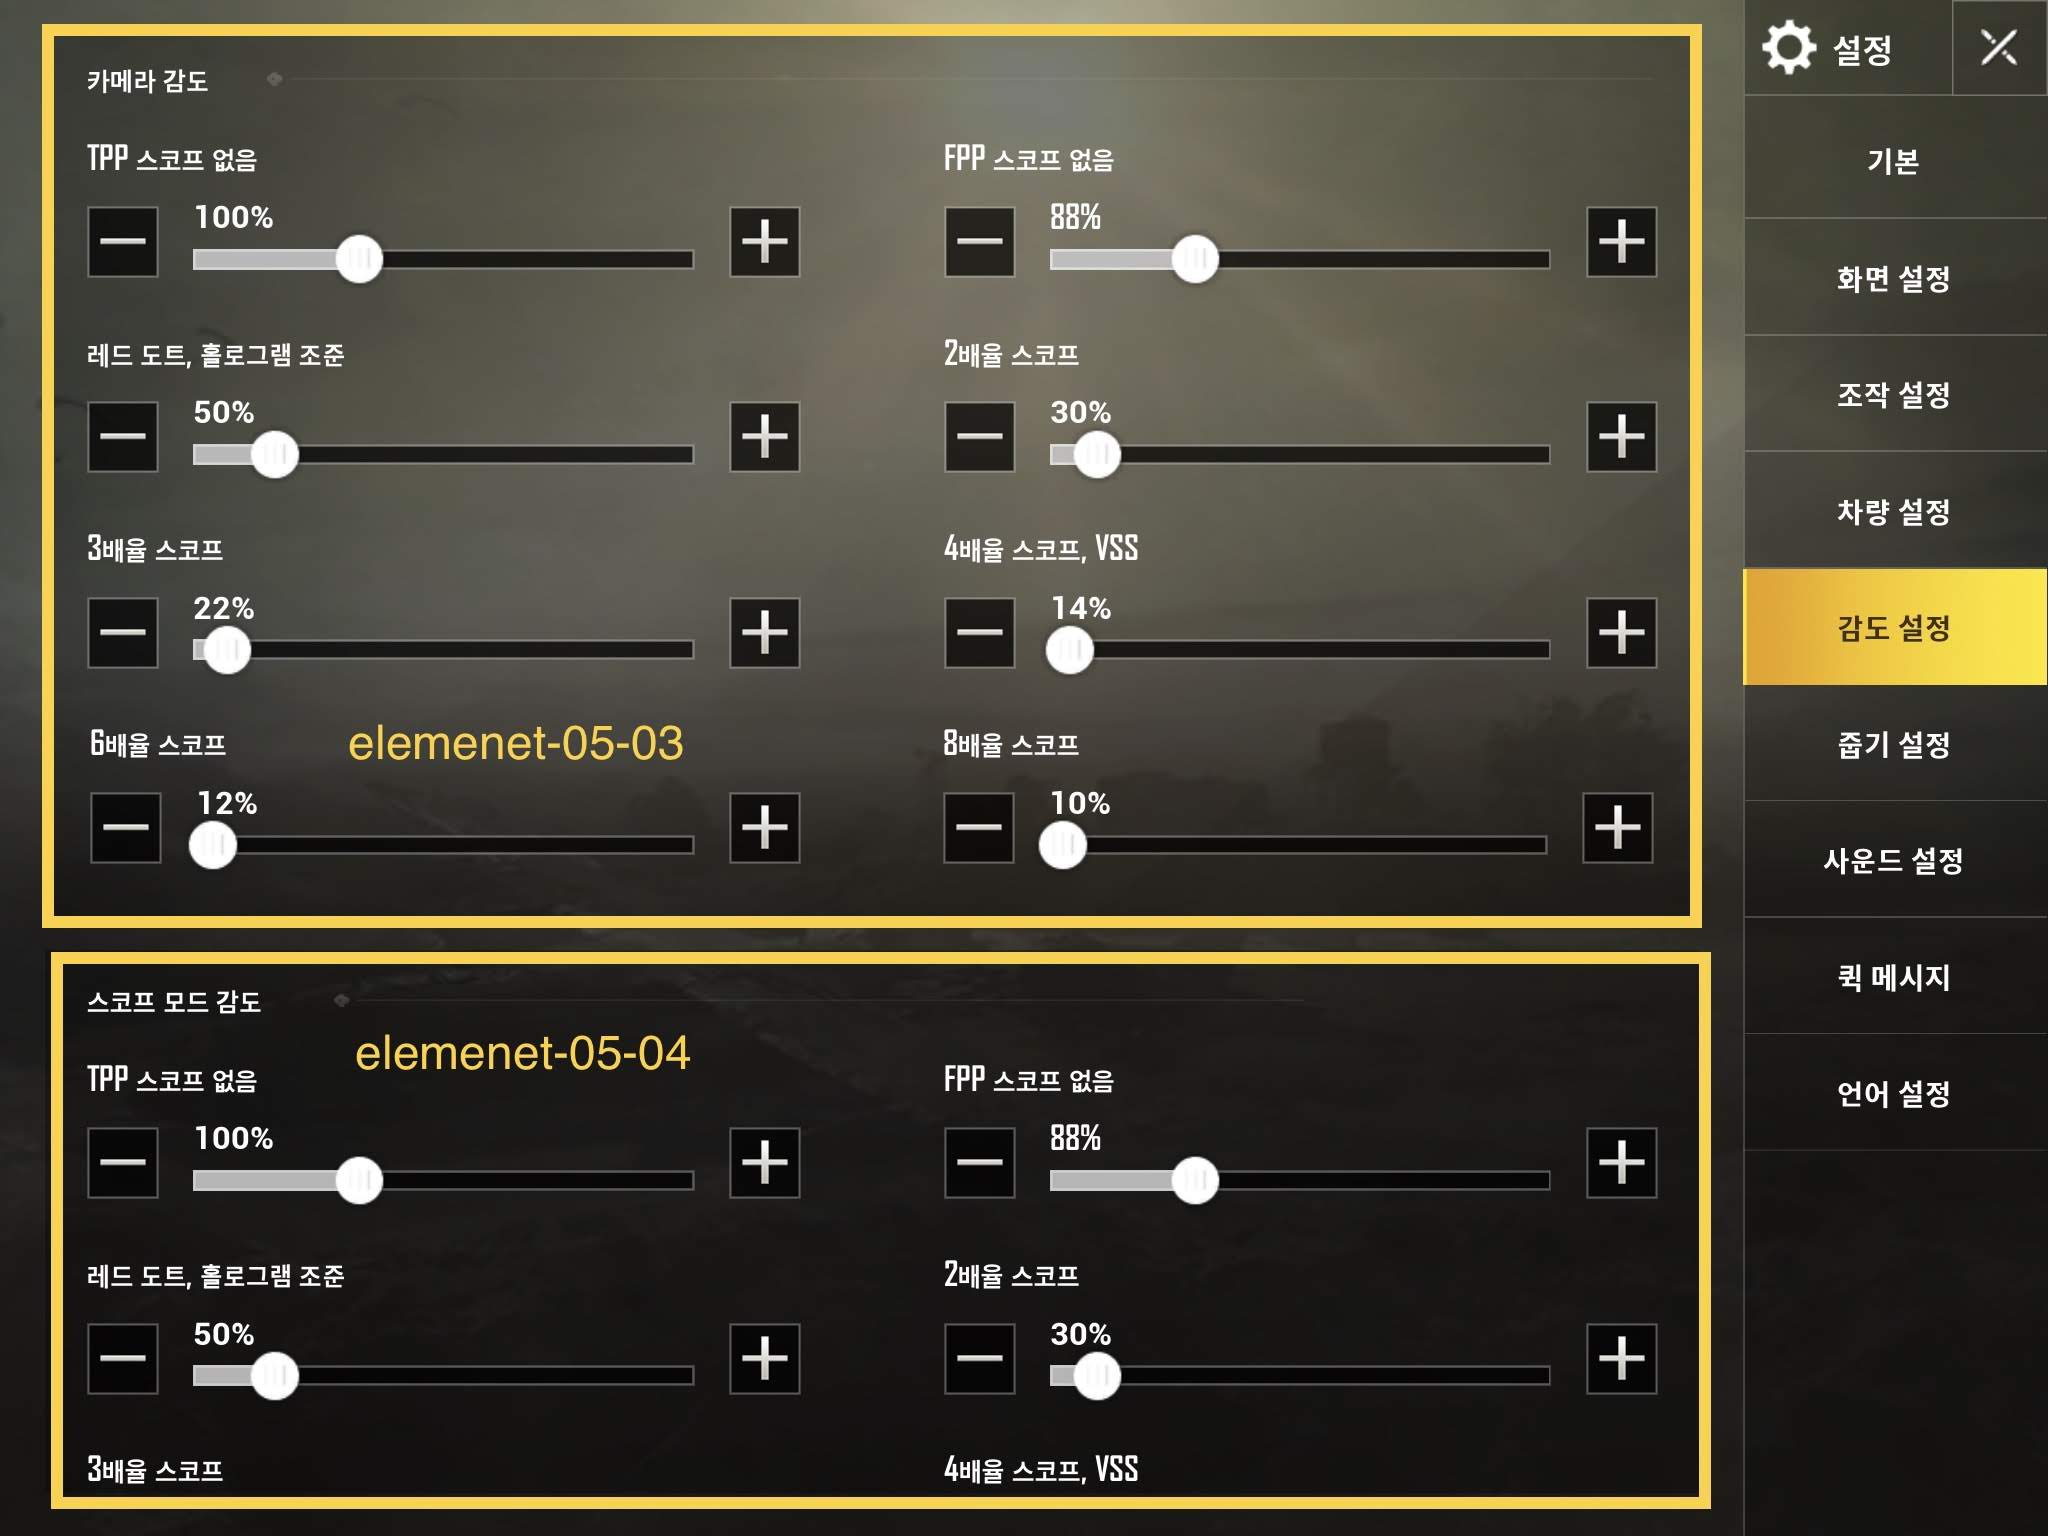 카메라 감도
TPP 스코프 없음
FPP 스코프 없음
100%
88%
레드 도트, 홀로그램 조준
2배율 스코프
50%
30%
3배율 스코프
4배율 스코프, VSS
22%
14%
6배율 스코프
elemenet-05-03
8배율 스코프
12%
10%
스코프 모드 감도
elemenet-05-04
TPP 스코프 없음
FPP 스코프 없음
100%
88%
레드 도트, 홀로그램 조준
2배율 스코프
50%
30%
3배율 스코프
4배율 스코프, VSS
설정
기본
화면 설정
조작 설정
차량 설정
감도 설정
줍기 설정
사운드 설정
퀵 메시지
언어 설정